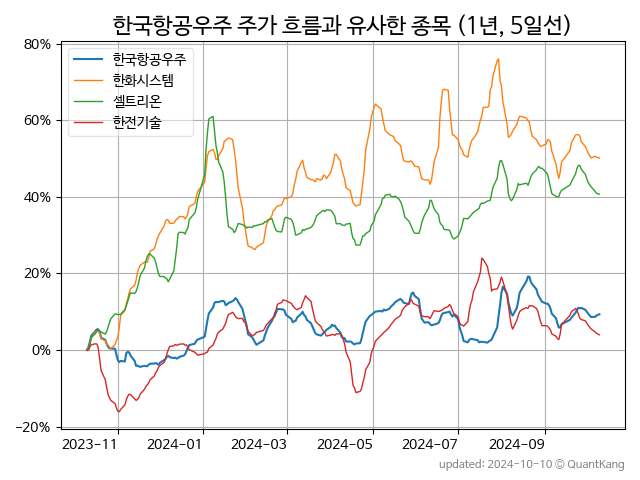 한국항공우주 주가 흐름과 유사한 종목 (1년, 5일선)
80%
60%
40%
20%
0%
−20%
한국항공우주
한화시스템
셀트리온
한전기술
2023-11
2024-01
2024-03
2024-05
2024-07
2024-09
updated: 2024-10-10 © QuantKang